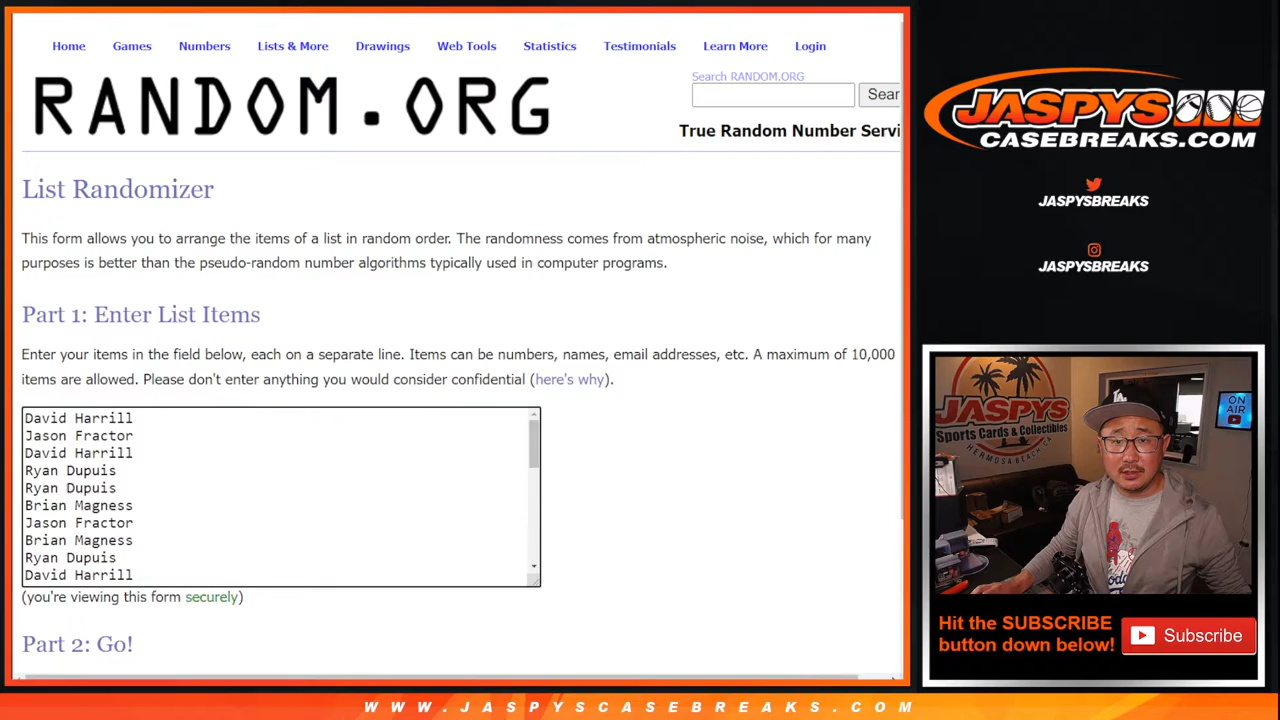 Home Games Numbers Lists & More Drawings Web Tools Statistics Testimonials Learn More Login
RANDOM.ORG
Search RANDOM.ORG
Sear
True Random Number Servi
List Randomizer
This form allows you to arrange the items of a list in random order. The randomness comes from atmospheric noise, which for many
purposes is better than the pseudo-random number algorithms typically used in computer programs.
Part 1: Enter List Items
Enter your items in the field below, each on a separate line. Items can be numbers, names, email addresses, etc. A maximum of 10,000
items are allowed. Please don't enter anything you would consider confidential (here's why).
David Harrill
Jason Fractor
David Harrill
Ryan Dupuis
Ryan Dupuis
Brian Magness
Jason Fractor
Brian Magness
Ryan Dupuis
David Harrill
(you're viewing this form securely)
Part 2: Go!
JASPYS
CASEBREAKS.COM
JASPYSBREAKS
JASPYSBREAKS
JASPYS
Sports Cards & Collectibles
HERMOSA BEACH, CA
ON
AIR
LA
Hit the SUBSCRIBE
button down below!
Subscribe
WWW.JASPYSCASEBREAKS.COM